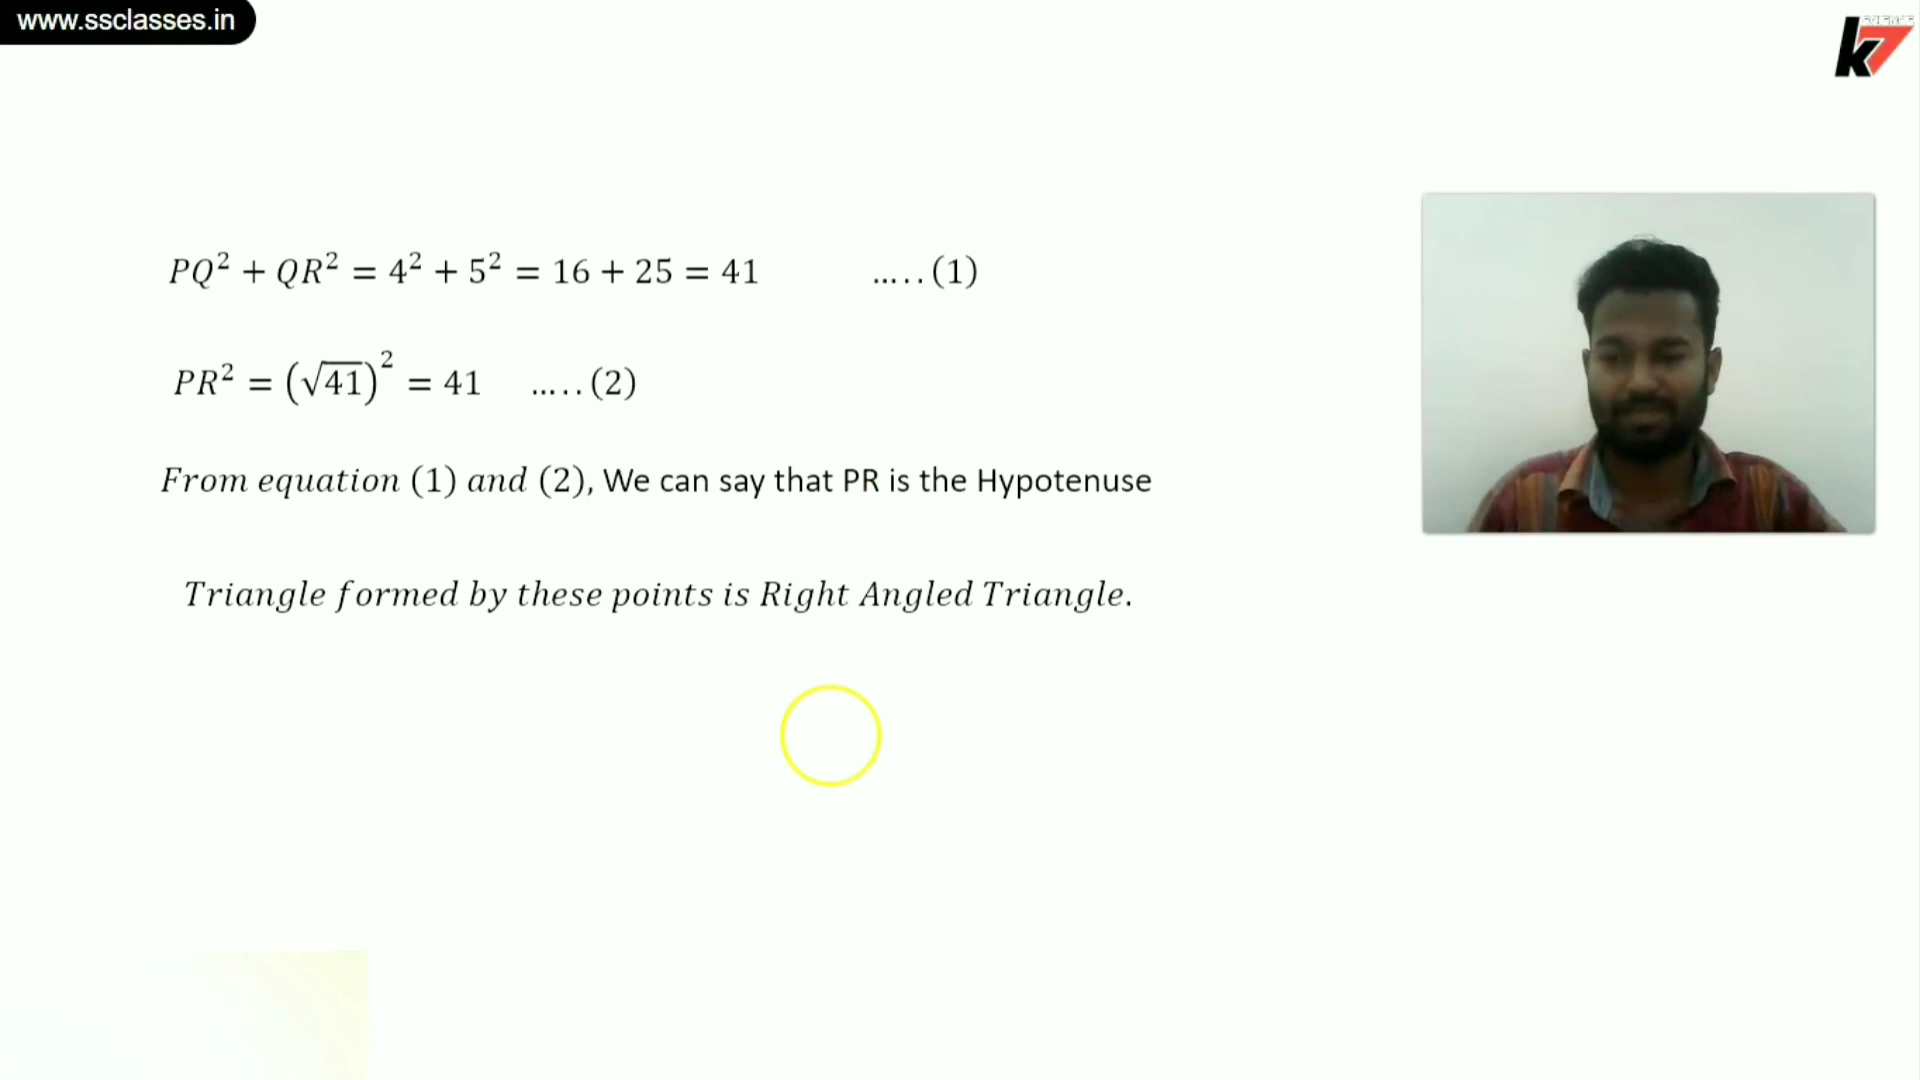 www.ssclasses.in
k7
PQ² + QR² = 4² + 5² = 16 + 25 = 41 …..(1)
PR² = (√41)² = 41 …..(2)
From equation (1) and (2), We can say that PR is the Hypotenuse
Triangle formed by these points is Right Angled Triangle.